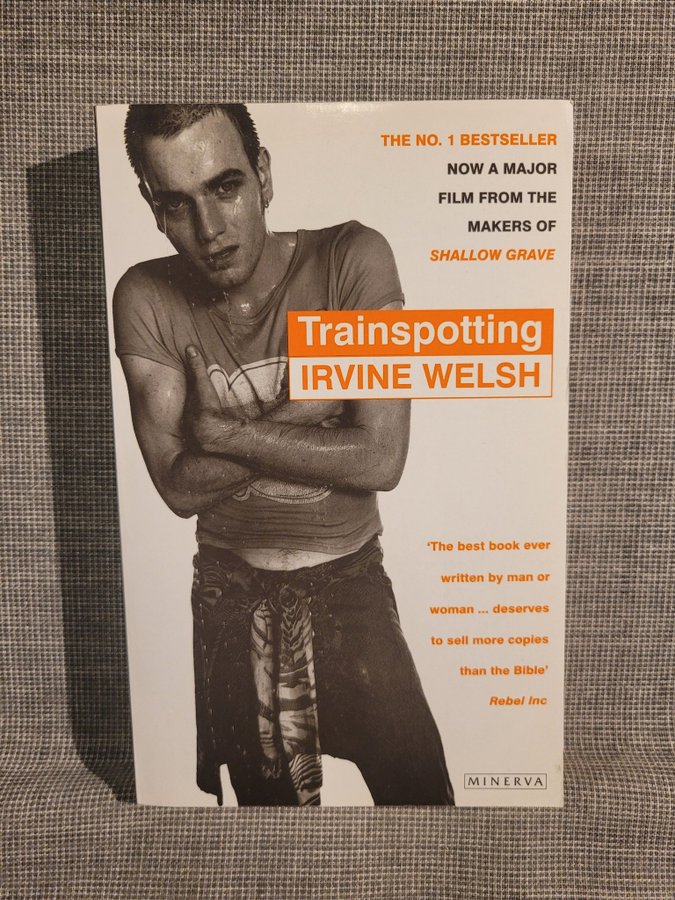 THE NO. 1 BESTSELLER
NOW A MAJOR
FILM FROM THE
MAKERS OF
SHALLOW GRAVE
Trainspotting
IRVINE WELSH
'The best book ever
written by man or
woman ... deserves
to sell more copies
than the Bible'
Rebel Inc
MINERVA